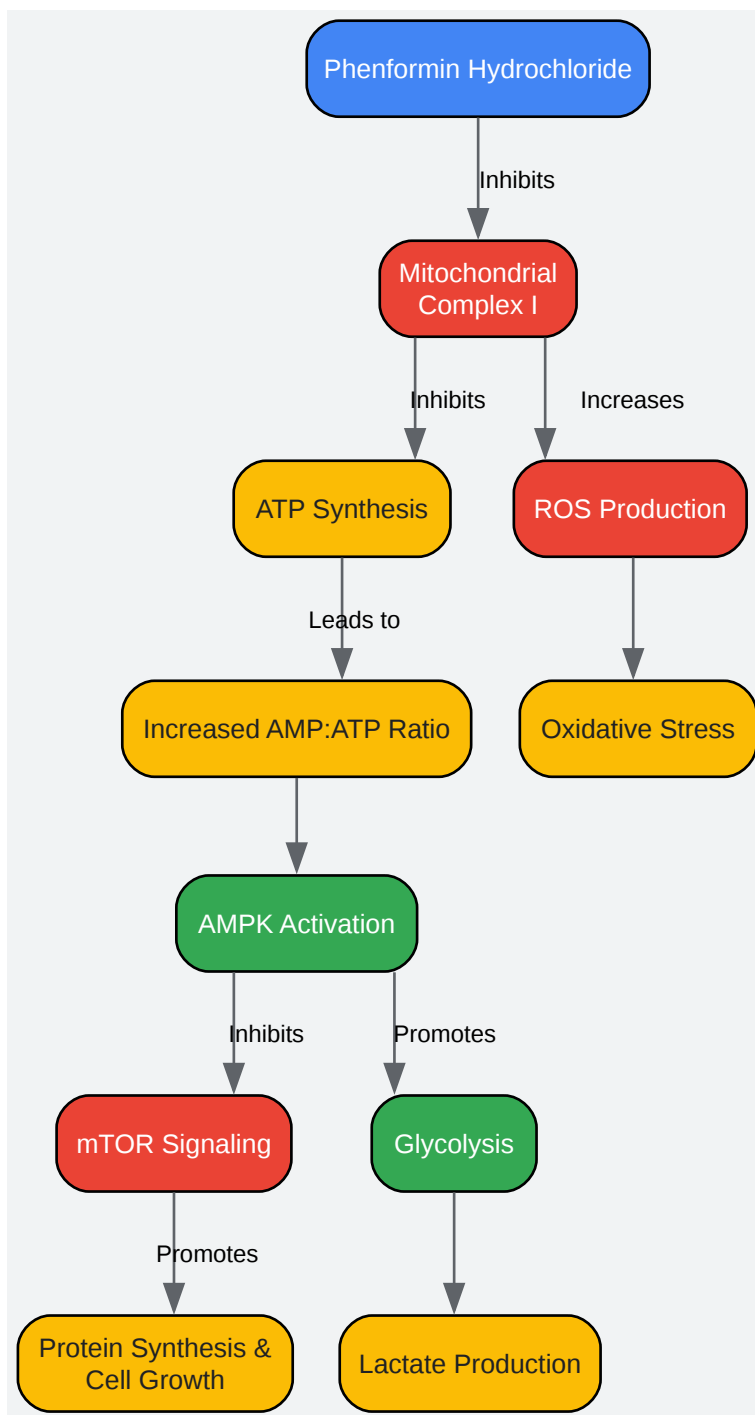 Phenformin Hydrochloride
Inhibits
Mitochondrial
Complex I
Inhibits
Increases
ATP Synthesis
ROS Production
Leads to
Increased AMP:ATP Ratio
Oxidative Stress
AMPK Activation
Inhibits
Promotes
mTOR Signaling
Glycolysis
Promotes
Protein Synthesis &
Cell Growth
Lactate Production